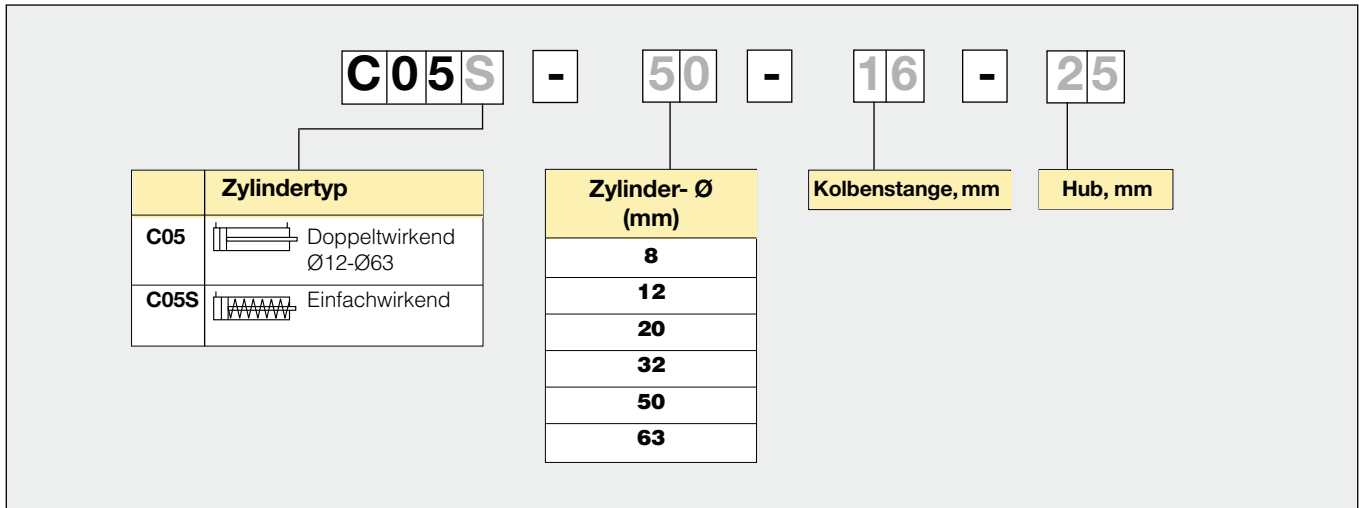 C05S - 50 - 16 - 25
Zylindertyp
C05 Doppeltwirkend
Ø12-Ø63
C05S Einfachwirkend
Zylinder- Ø
(mm)
8
12
20
32
50
63
Kolbenstange, mm
Hub, mm